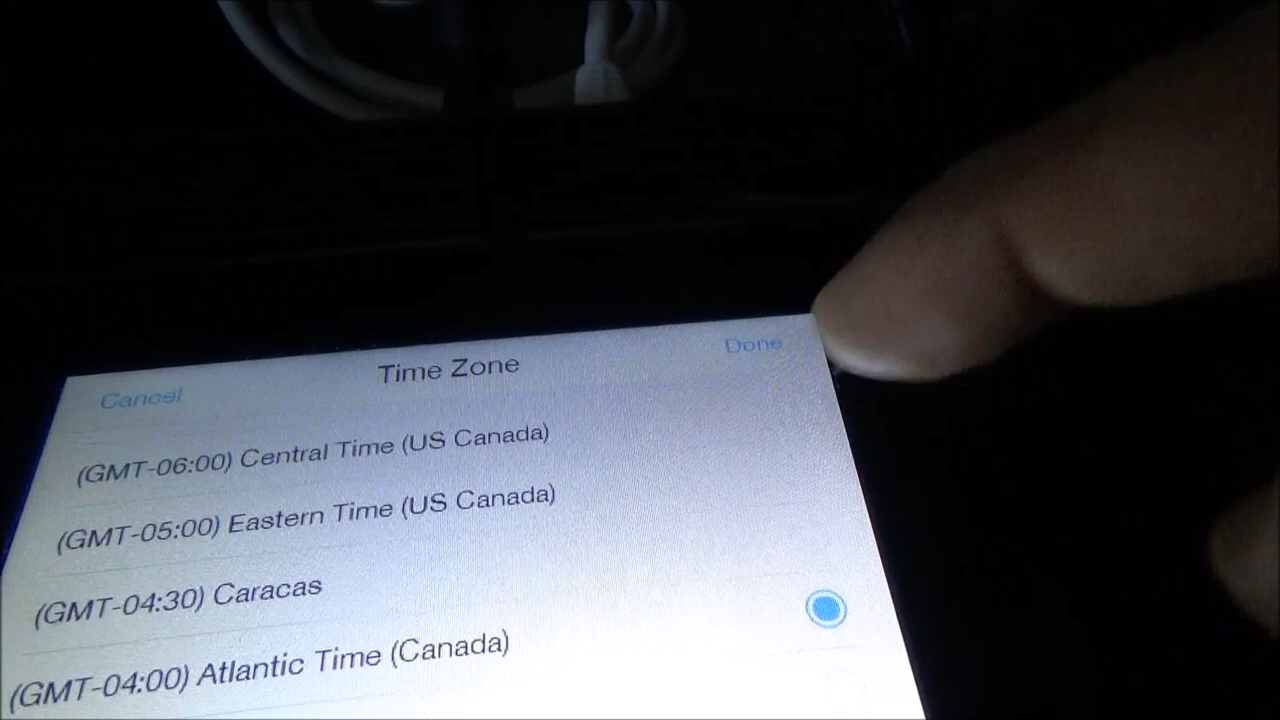 Cancel Time Zone Done
(GMT-06:00) Central Time (US Canada)
(GMT-05:00) Eastern Time (US Canada)
(GMT-04:30) Caracas
(GMT-04:00) Atlantic Time (Canada)